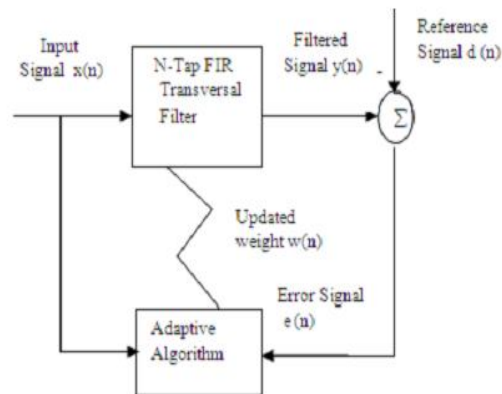 Input
Signal x(n)
N-Tap FIR
Transversal
Filter
Filtered
Signal y(n)
-
Reference
Signal d (n)
Σ
Updated
weight w(n)
Error Signal
e (n)
Adaptive
Algorithm